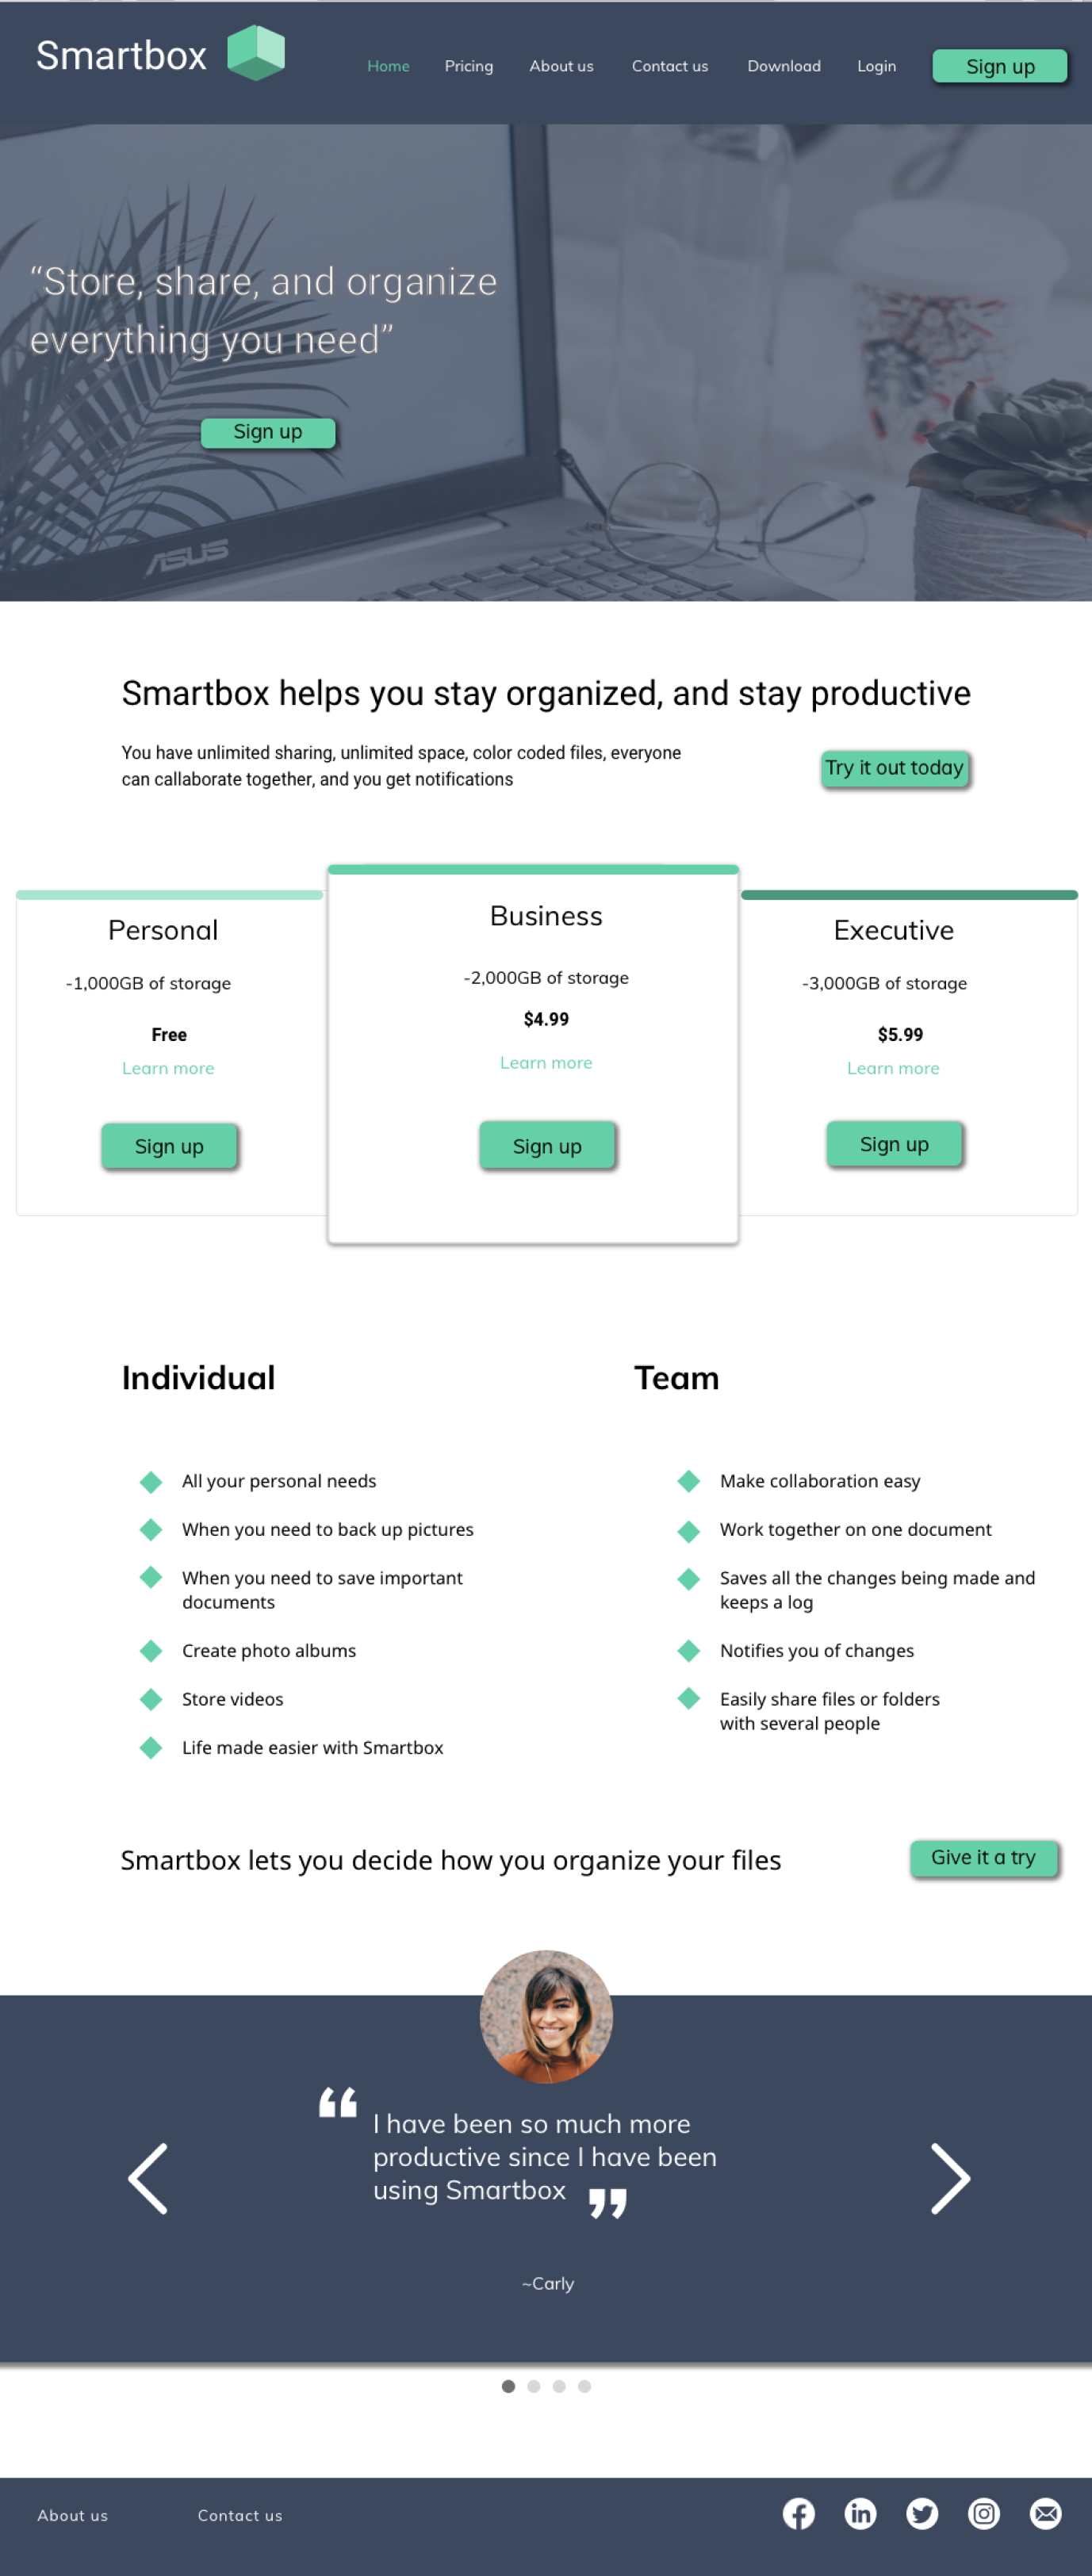 Smartbox
Home Pricing About us Contact us Download Login Sign up
“Store, share, and organize
everything you need”
Sign up
ASUS
Smartbox helps you stay organized, and stay productive
You have unlimited sharing, unlimited space, color coded files, everyone
can callaborate together, and you get notifications
Try it out today
Personal
-1,000GB of storage
Free
Learn more
Sign up
Business
-2,000GB of storage
$4.99
Learn more
Sign up
Executive
-3,000GB of storage
$5.99
Learn more
Sign up
Individual
All your personal needs
When you need to back up pictures
When you need to save important
documents
Create photo albums
Store videos
Life made easier with Smartbox
Team
Make collaboration easy
Work together on one document
Saves all the changes being made and
keeps a log
Notifies you of changes
Easily share files or folders
with several people
Smartbox lets you decide how you organize your files
Give it a try
“ I have been so much more
productive since I have been
using Smartbox ”
~Carly
About us Contact us